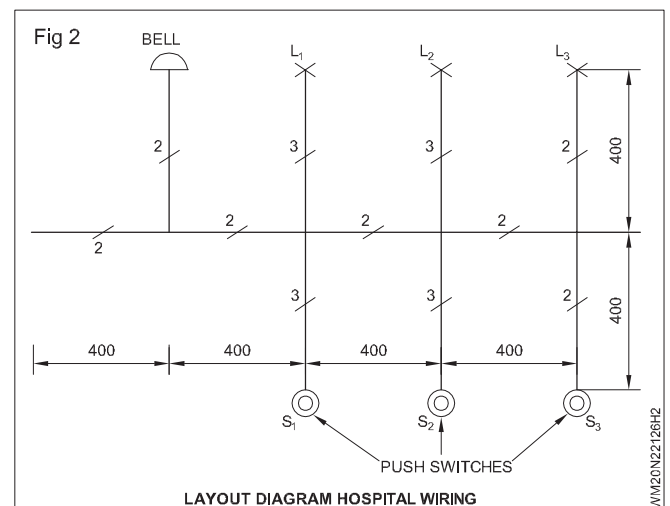 Fig 2
BELL
L1
L2
L3
2
3
3
2
400
2
2
2
2
3
3
2
400
400
400
400
400
S1
S2
S3
PUSH SWITCHES
LAYOUT DIAGRAM HOSPITAL WIRING
WM20N22126H2